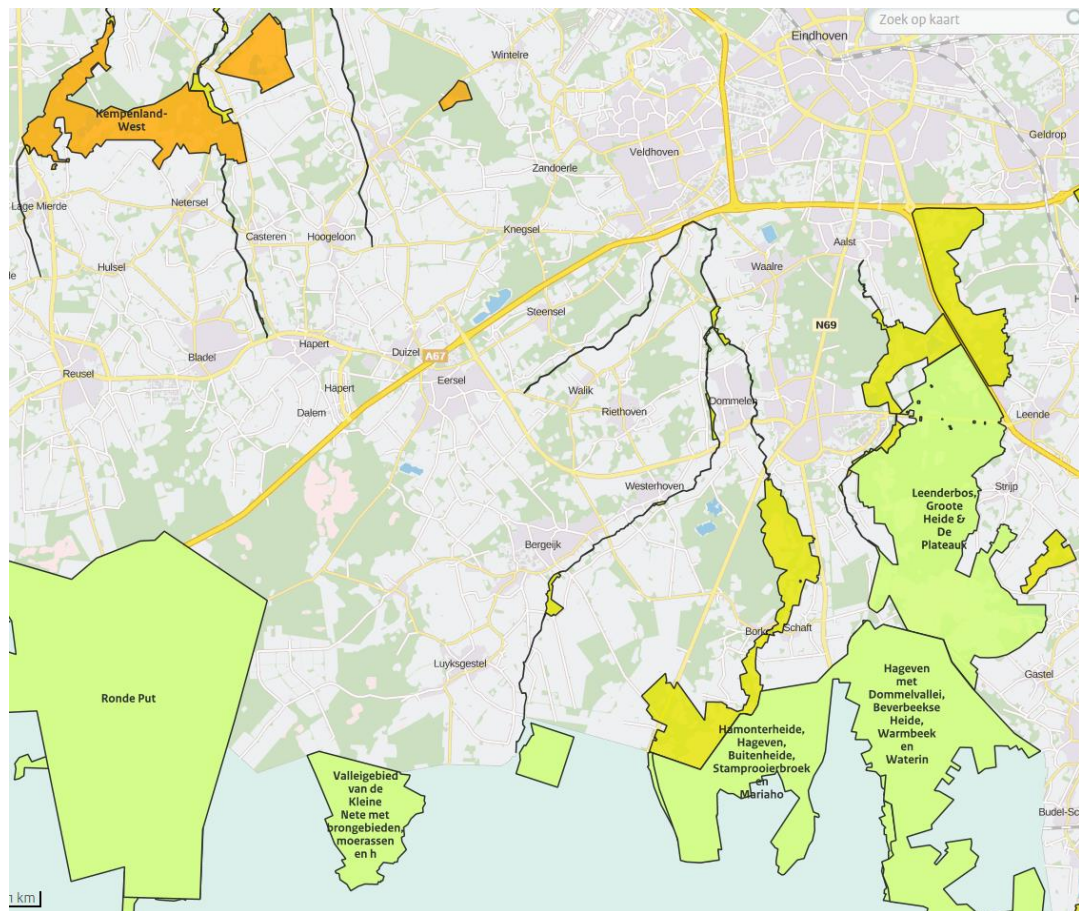 Zoek op kaart
Eindhoven
Wintelre
Kempenland-
West
Geldrop
Veldhoven
Zandoerle
Lage Mierde
Netersel
Casteren
Hoogeloon
Knegsel
Aalst
Waalre
Hulsel
Steensel
N69
Hapert
Duizel
A67
Bladel
Reusel
Eersel
Hapert
Walik
Dommelen
Riethoven
Dalem
Leende
Westerhoven
Strijp
Leenderbos,
Groote
Heide &
De
Plateaux
Bergeijk
Borkel
Schaft
Luyksgestel
Gastel
Ronde Put
Hageven
met
Dommelvallei,
Beverbeekse
Heide,
Warmbeek
en
Waterin
Hamonterheide,
Hageven,
Buitenheide,
Stamprooierbroek
en
Mariaho
Valleigebied
van de
Kleine
Nete met
brongebieden,
moerassen
en h
Budel-Sc
km